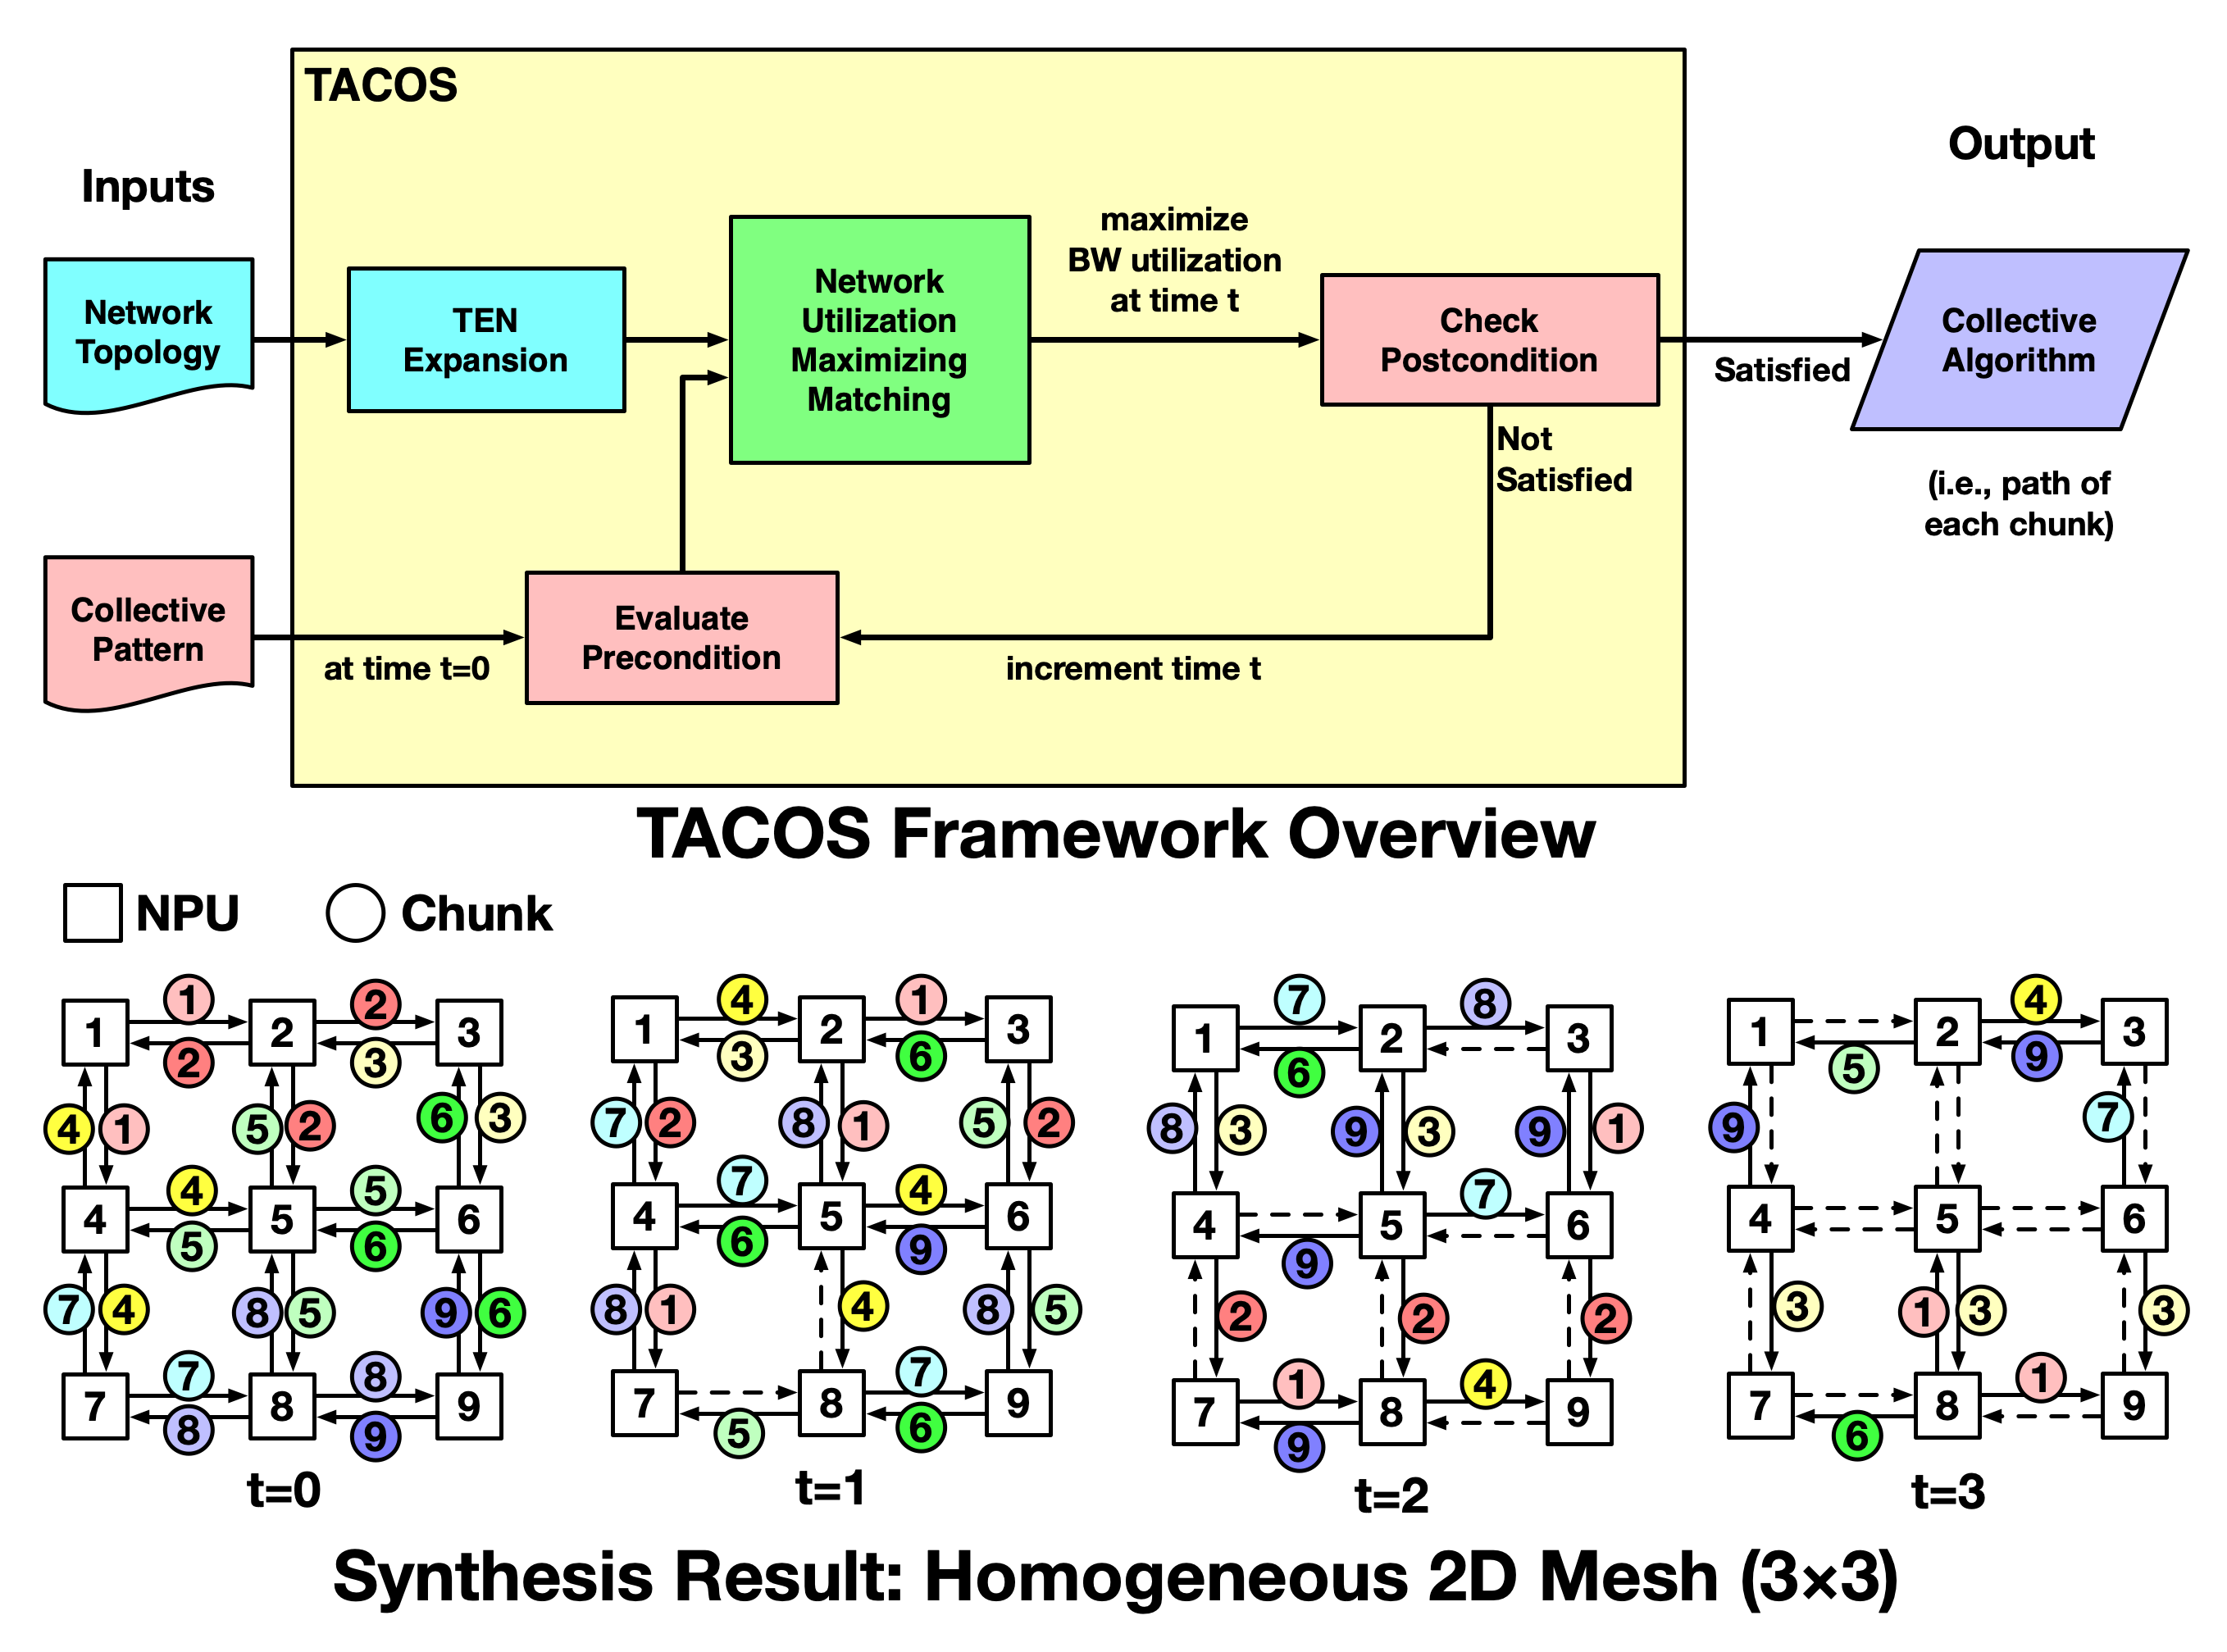 TACOS
Inputs
Output
Network
Topology
TEN
Expansion
Network
Utilization
Maximizing
Matching
maximize
BW utilization
at time t
Check
Postcondition
Satisfied
Collective
Algorithm
Not
Satisfied
(i.e., path of
each chunk)
Collective
Pattern
at time t=0
Evaluate
Precondition
increment time t
TACOS Framework Overview
NPU
Chunk
1
1 2 3
2 2 3
4 1 5 2 6 3
4 5
4 5 6
5 6
7 4 8 5 9 6
7 8
7 8 9
8 9
t=0
4 1
1 2 3
3 6
7 2 8 1 5 2
7 4
4 5 6
6 9
8 1 4 8 5
7
7 8 9
5 6
t=1
7 8
1 2 3
6
8 3 9 3 9 1
7
4 5 6
9
2 2 2
1 4
7 8 9
9
t=2
4
1 2 3
5 9
9 7
4 5 6
3 1 3 3
1
7 8 9
6
t=3
Synthesis Result: Homogeneous 2D Mesh (3×3)